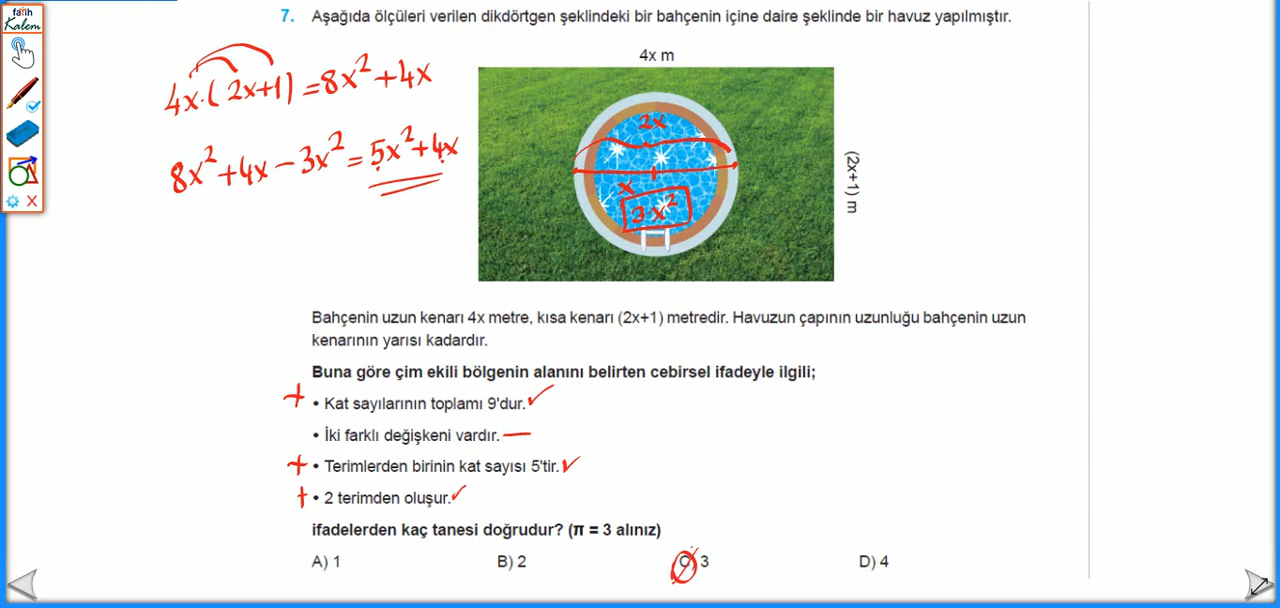 fatih
Kalem
7. Aşağıda ölçüleri verilen dikdörtgen şeklindeki bir bahçenin içine daire şeklinde bir havuz yapılmıştır.
4x m
4x.(2x+1) = 8x² + 4x
8x² + 4x − 3x² = 5x² + 4x
2x
x
3.x²
(2x+1) m
Bahçenin uzun kenarı 4x metre, kısa kenarı (2x+1) metredir. Havuzun çapının uzunluğu bahçenin uzun
kenarının yarısı kadardır.
Buna göre çim ekili bölgenin alanını belirten cebirsel ifadeyle ilgili;
+ • Kat sayılarının toplamı 9'dur. ✓
• İki farklı değişkeni vardır. —
+ • Terimlerden birinin kat sayısı 5'tir. ✓
+ • 2 terimden oluşur. ✓
ifadelerden kaç tanesi doğrudur? (π = 3 alınız)
A) 1 B) 2 C) 3 D) 4